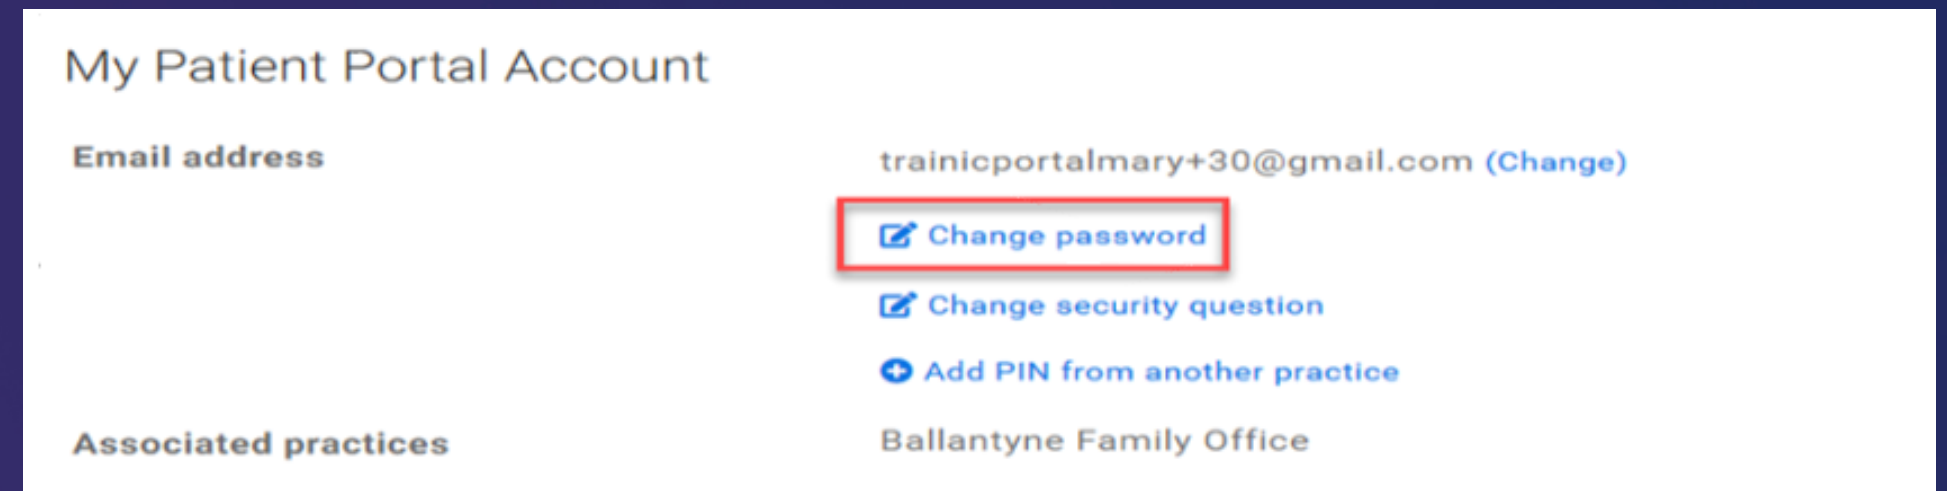 My Patient Portal Account
Email address
trainicportalmary+30@gmail.com (Change)
Change password
Change security question
Add PIN from another practice
Associated practices
Ballantyne Family Office